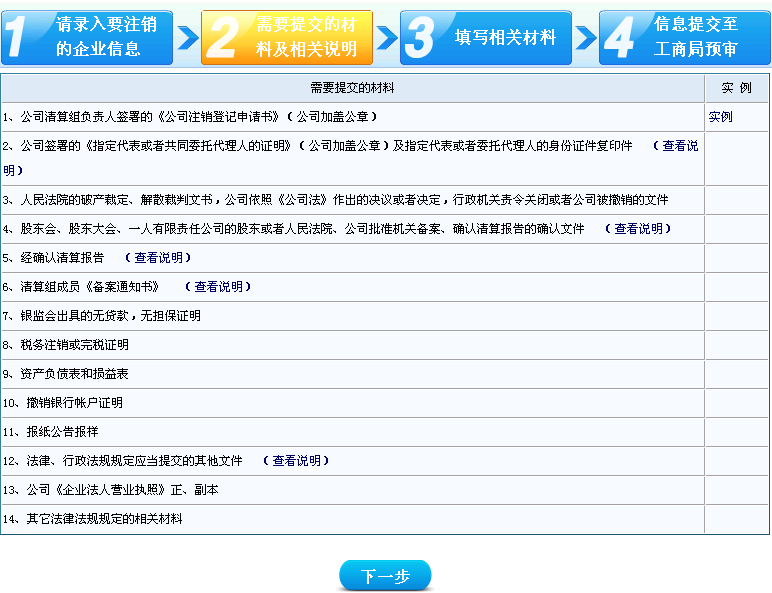 1 请录入要注销
的企业信息
2 需要提交的材
料及相关说明
3 填写相关材料
4 信息提交至
工商局预审
需要提交的材料 实 例
1、公司清算组负责人签署的《公司注销登记申请书》（公司加盖公章） 实例
2、公司签署的《指定代表或者共同委托代理人的证明》（公司加盖公章）及指定代表或者委托代理人的身份证件复印件 （查看说
明）
3、人民法院的破产裁定、解散裁判文书，公司依照《公司法》作出的决议或者决定，行政机关责令关闭或者公司被撤销的文件
4、股东会、股东大会、一人有限责任公司的股东或者人民法院、公司批准机关备案、确认清算报告的确认文件 （查看说明）
5、经确认清算报告 （查看说明）
6、清算组成员《备案通知书》 （查看说明）
7、银监会出具的无贷款，无担保证明
8、税务注销或完税证明
9、资产负债表和损益表
10、撤销银行帐户证明
11、报纸公告报样
12、法律、行政法规规定应当提交的其他文件 （查看说明）
13、公司《企业法人营业执照》正、副本
14、其它法律法规规定的相关材料
下一步